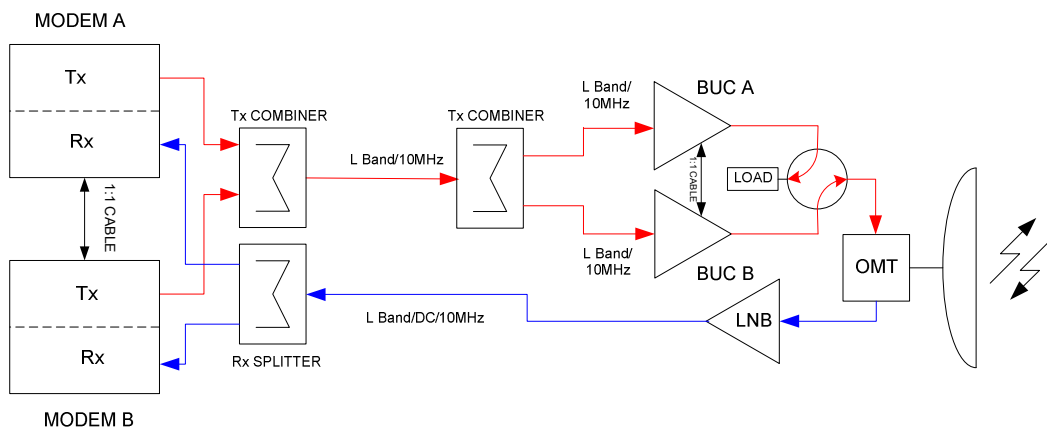 MODEM A
Tx
Rx
1:1 CABLE
Tx
Rx
MODEM B
Tx COMBINER
L Band/10MHz
Tx COMBINER
L Band/
10MHz
BUC A
1:1 CABLE
LOAD
L Band/
10MHz
BUC B
OMT
LNB
L Band/DC/10MHz
Rx SPLITTER